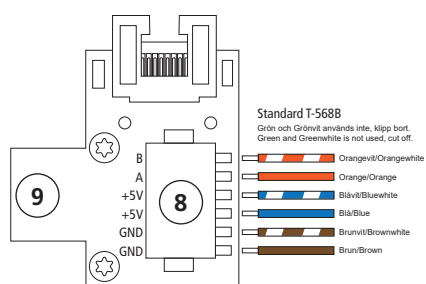 Standard T-568B
Grön och Grönvit används inte, klipp bort.
Green and Greenwhite is not used, cut off.
B
Orangevit/Orangewhite
A
Orange/Orange
+5V
Blåvit/Bluewhite
9
8
+5V
Blå/Blue
GND
Brunvit/Brownwhite
GND
Brun/Brown